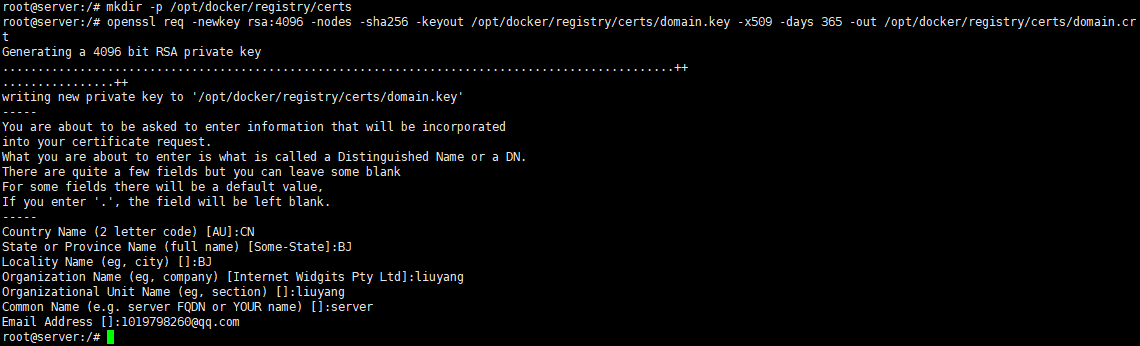 root@server:/# mkdir -p /opt/docker/registry/certs
root@server:/# openssl req -newkey rsa:4096 -nodes -sha256 -keyout /opt/docker/registry/certs/domain.key -x509 -days 365 -out /opt/docker/registry/certs/domain.cr
t
Generating a 4096 bit RSA private key
................................................................................................++
................++
writing new private key to '/opt/docker/registry/certs/domain.key'
-----
You are about to be asked to enter information that will be incorporated
into your certificate request.
What you are about to enter is what is called a Distinguished Name or a DN.
There are quite a few fields but you can leave some blank
For some fields there will be a default value,
If you enter '.', the field will be left blank.
-----
Country Name (2 letter code) [AU]:CN
State or Province Name (full name) [Some-State]:BJ
Locality Name (eg, city) []:BJ
Organization Name (eg, company) [Internet Widgits Pty Ltd]:liuyang
Organizational Unit Name (eg, section) []:liuyang
Common Name (e.g. server FQDN or YOUR name) []:server
Email Address []:1019798260@qq.com
root@server:/#